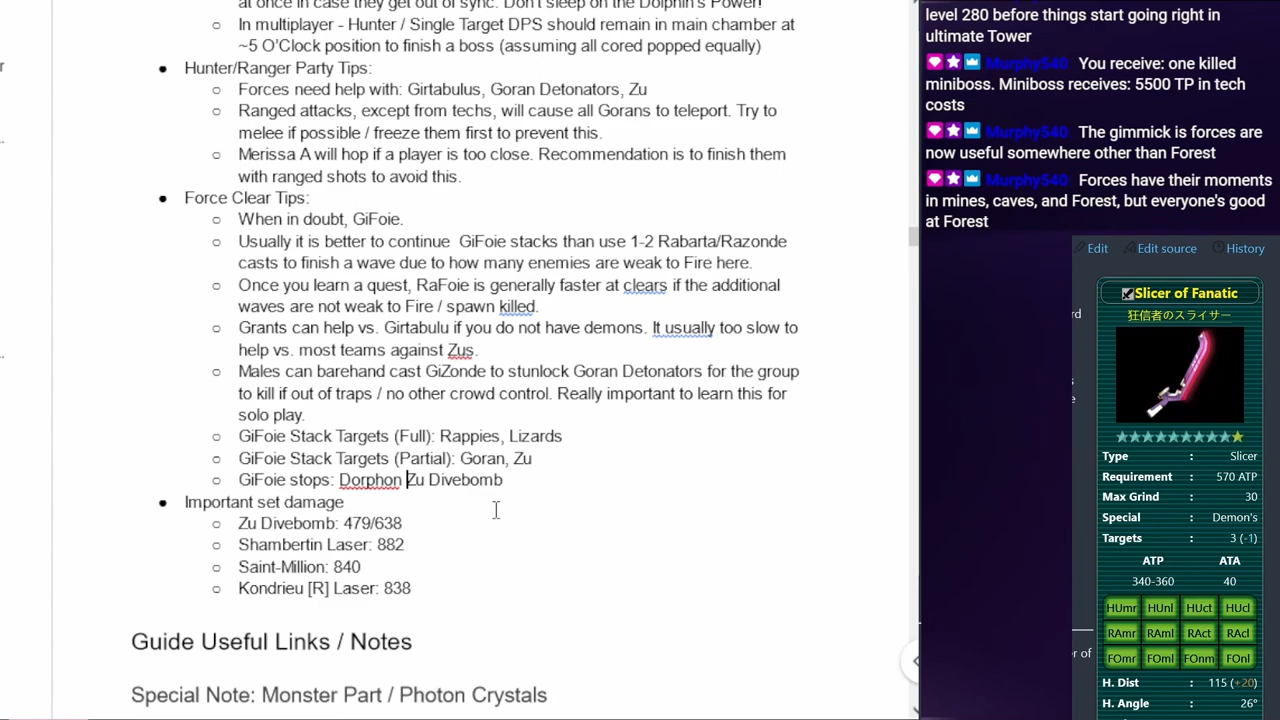 at once in case they get out of sync. Don't sleep on the Dolphin's Power!
In multiplayer - Hunter / Single Target DPS should remain in main chamber at
~5 O'Clock position to finish a boss (assuming all cored popped equally)
Hunter/Ranger Party Tips:
Forces need help with: Girtabulus, Goran Detonators, Zu
Ranged attacks, except from techs, will cause all Gorans to teleport. Try to
melee if possible / freeze them first to prevent this.
Merissa A will hop if a player is too close. Recommendation is to finish them
with ranged shots to avoid this.
Force Clear Tips:
When in doubt, GiFoie.
Usually it is better to continue  GiFoie stacks than use 1-2 Rabarta/Razonde
casts to finish a wave due to how many enemies are weak to Fire here.
Once you learn a quest, RaFoie is generally faster at clears if the additional
waves are not weak to Fire / spawn killed.
Grants can help vs. Girtabulu if you do not have demons. It usually too slow to
help vs. most teams against Zus.
Males can barehand cast GiZonde to stunlock Goran Detonators for the group
to kill if out of traps / no other crowd control. Really important to learn this for
solo play.
GiFoie Stack Targets (Full): Rappies, Lizards
GiFoie Stack Targets (Partial): Goran, Zu
GiFoie stops: Dorphon Zu Divebomb
Important set damage
Zu Divebomb: 479/638
Shambertin Laser: 882
Saint-Million: 840
Kondrieu [R] Laser: 838
Guide Useful Links / Notes
Special Note: Monster Part / Photon Crystals
level 280 before things start going right in
ultimate Tower
Murphy540 You receive: one killed
miniboss. Miniboss receives: 5500 TP in tech
costs
Murphy540 The gimmick is forces are
now useful somewhere other than Forest
Murphy540 Forces have their moments
in mines, caves, and Forest, but everyone's good
at Forest
Edit Edit source History
Slicer of Fanatic
狂信者のスライサー
Type : Slicer
Requirement : 570 ATP
Max Grind : 30
Special : Demon's
Targets : 3 (-1)
ATP ATA
340-360 40
HUmr HUnl HUct HUcl
RAmr RAml RAct RAcl
FOmr FOml FOnm FOnl
H. Dist : 115 (+20)
H. Angle : 26°
er of